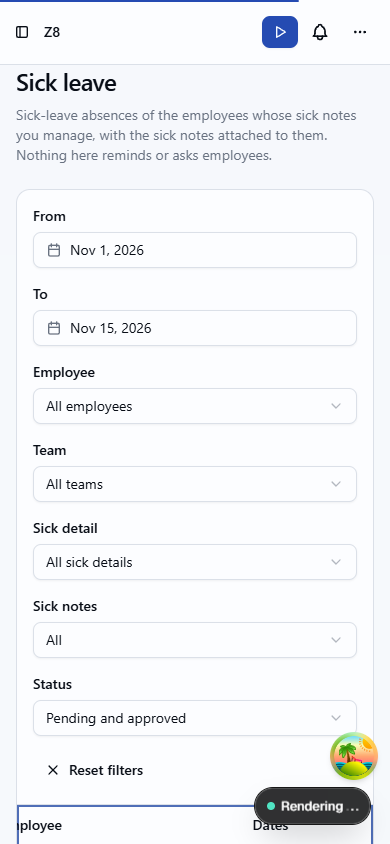 Z8
Sick leave
Sick-leave absences of the employees whose sick notes
you manage, with the sick notes attached to them.
Nothing here reminds or asks employees.
From
Nov 1, 2026
To
Nov 15, 2026
Employee
All employees
Team
All teams
Sick detail
All sick details
Sick notes
All
Status
Pending and approved
Reset filters
Rendering ...
ployee Dates